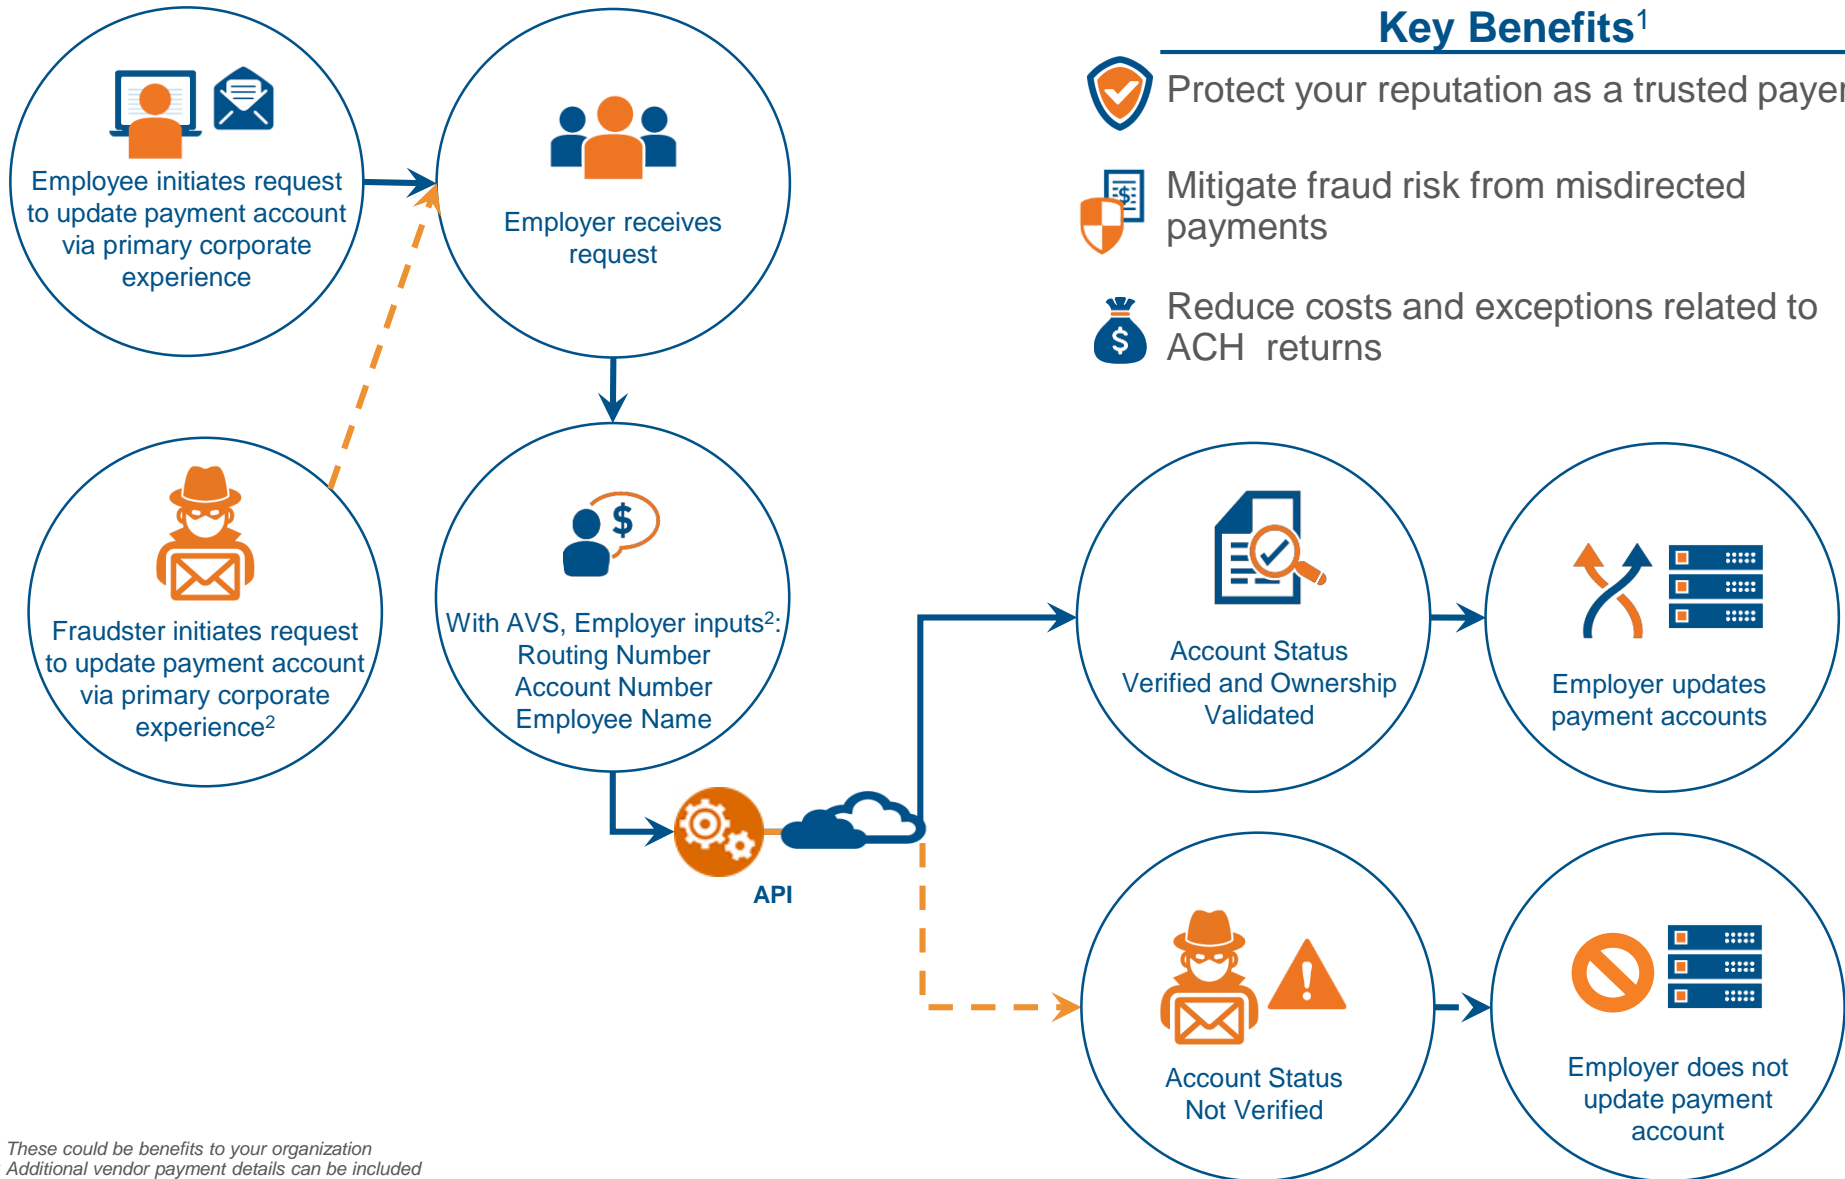 Key Benefits1
Protect your reputation as a trusted payer
Mitigate fraud risk from misdirected
payments
Reduce costs and exceptions related to
ACH returns
Employee initiates request
to update payment account
via primary corporate
experience
Employer receives
request
Fraudster initiates request
to update payment account
via primary corporate
experience2
With AVS, Employer inputs2:
Routing Number
Account Number
Employee Name
API
Account Status
Verified and Ownership
Validated
Employer updates
payment accounts
Account Status
Not Verified
Employer does not
update payment
account
These could be benefits to your organization
Additional vendor payment details can be included